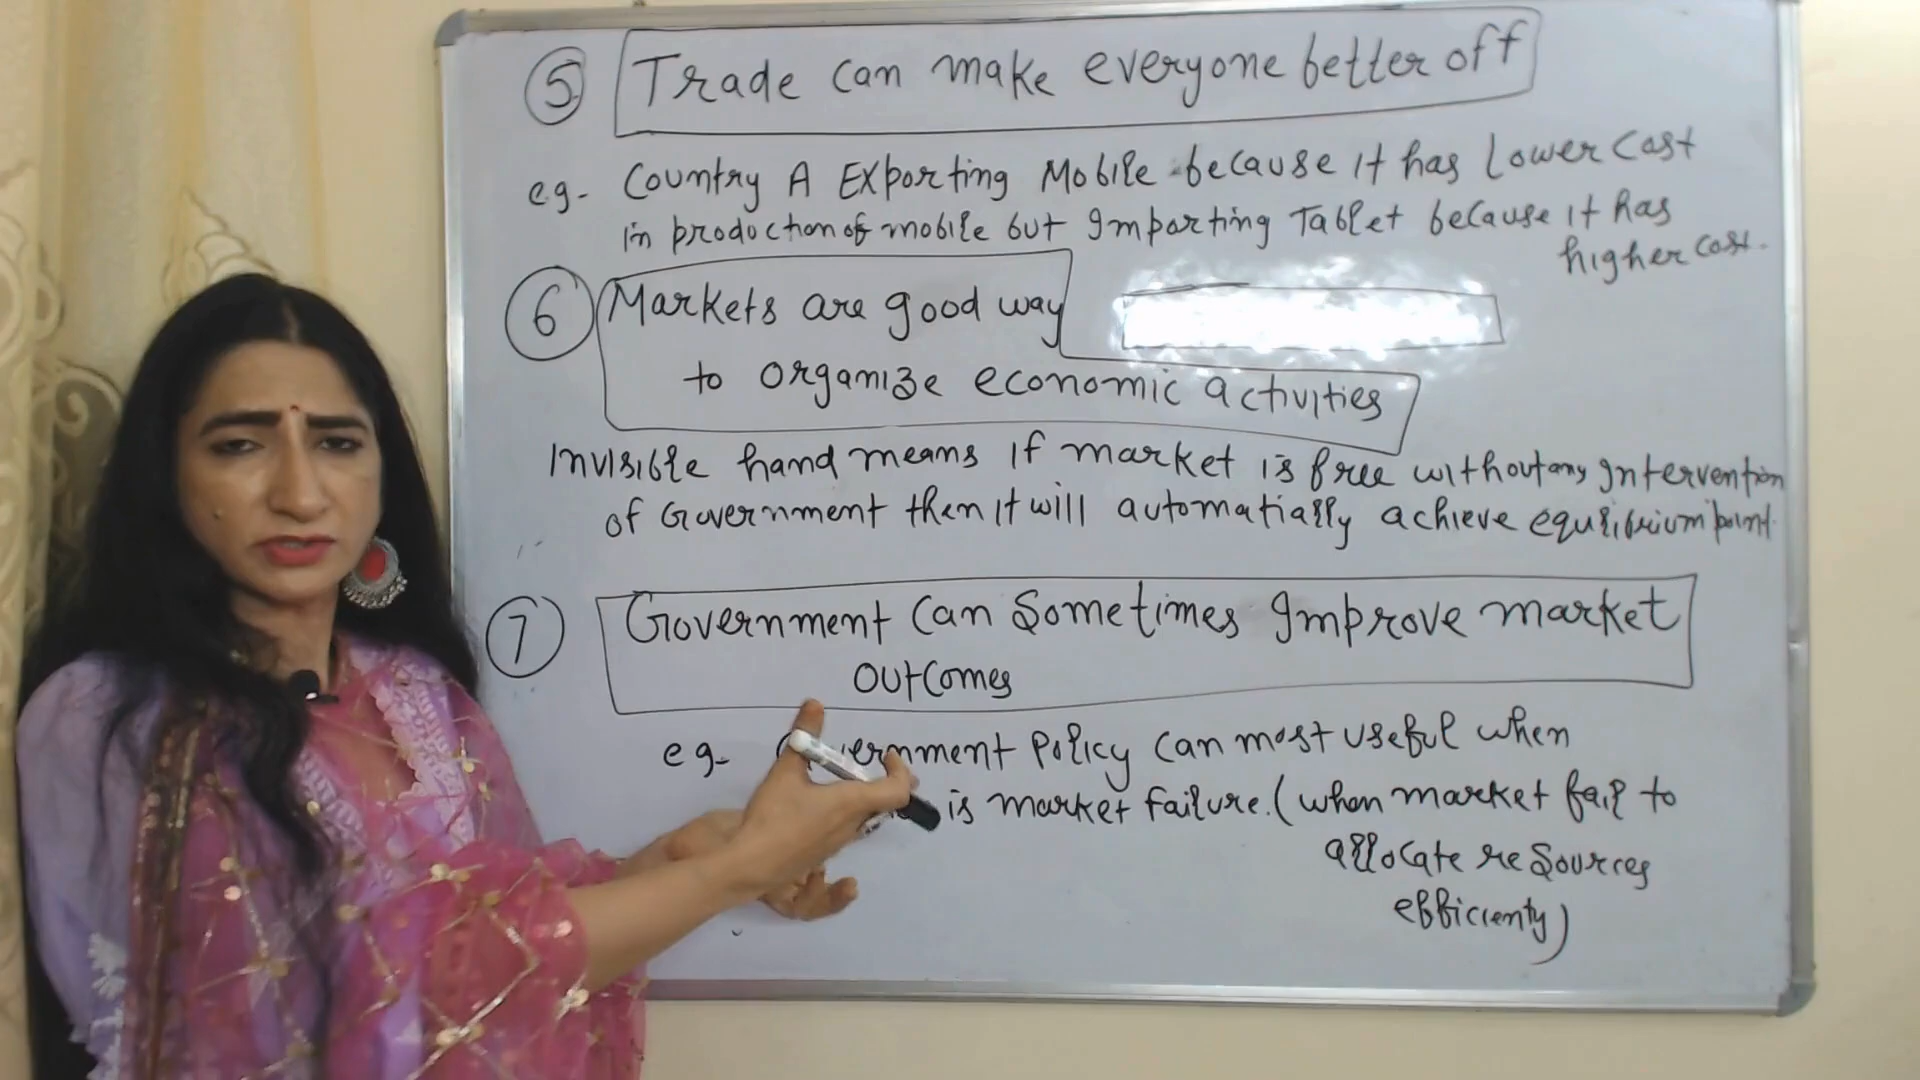 5 Trade can make everyone better off
eg- Country A Exporting Mobile because it has Lower Cost
in production of mobile but Importing Tablet because it has
higher cost.
6 Markets are good way
to organize economic activities
Invisible hand means if market is free without any Intervention
of Government then it will automatially achieve equilibrium point.
7 Government Can Sometimes Improve market
outcomes
eg- Government Policy can most useful when
is market failure. (when market fail to
allocate resources
efficienty)